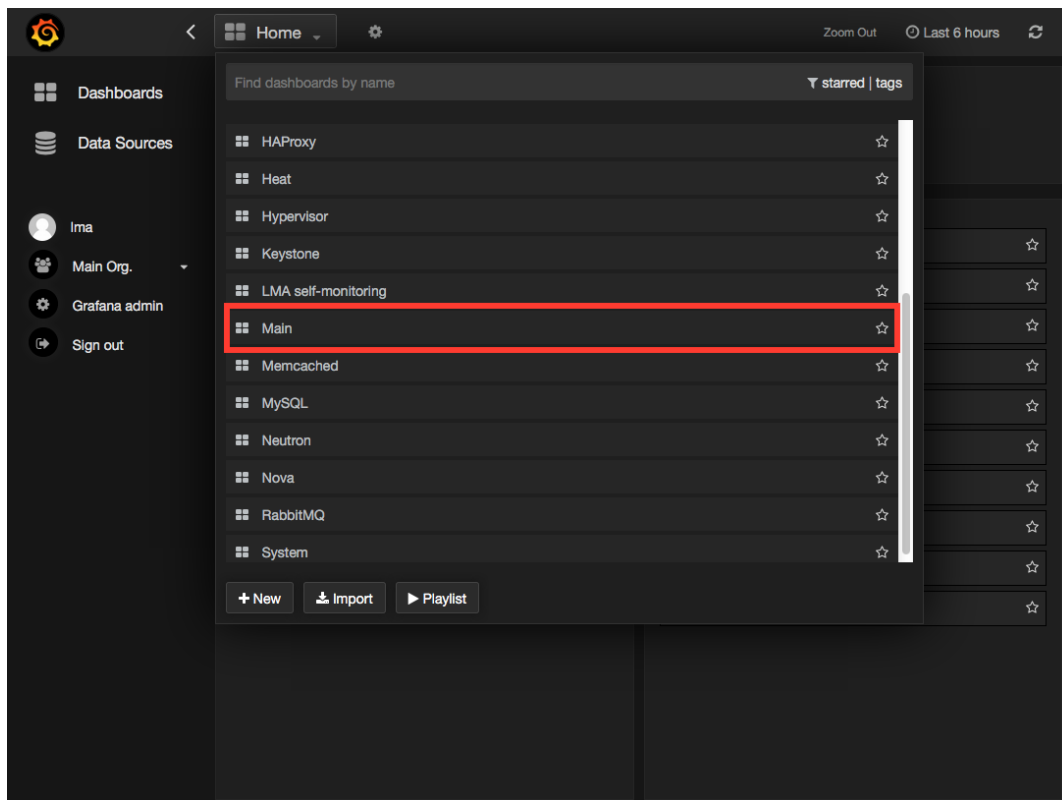 Home
Zoom Out
Last 6 hours
Dashboards
Data Sources
lma
Main Org.
Grafana admin
Sign out
Find dashboards by name
starred | tags
HAProxy
Heat
Hypervisor
Keystone
LMA self-monitoring
Main
Memcached
MySQL
Neutron
Nova
RabbitMQ
System
New
Import
Playlist